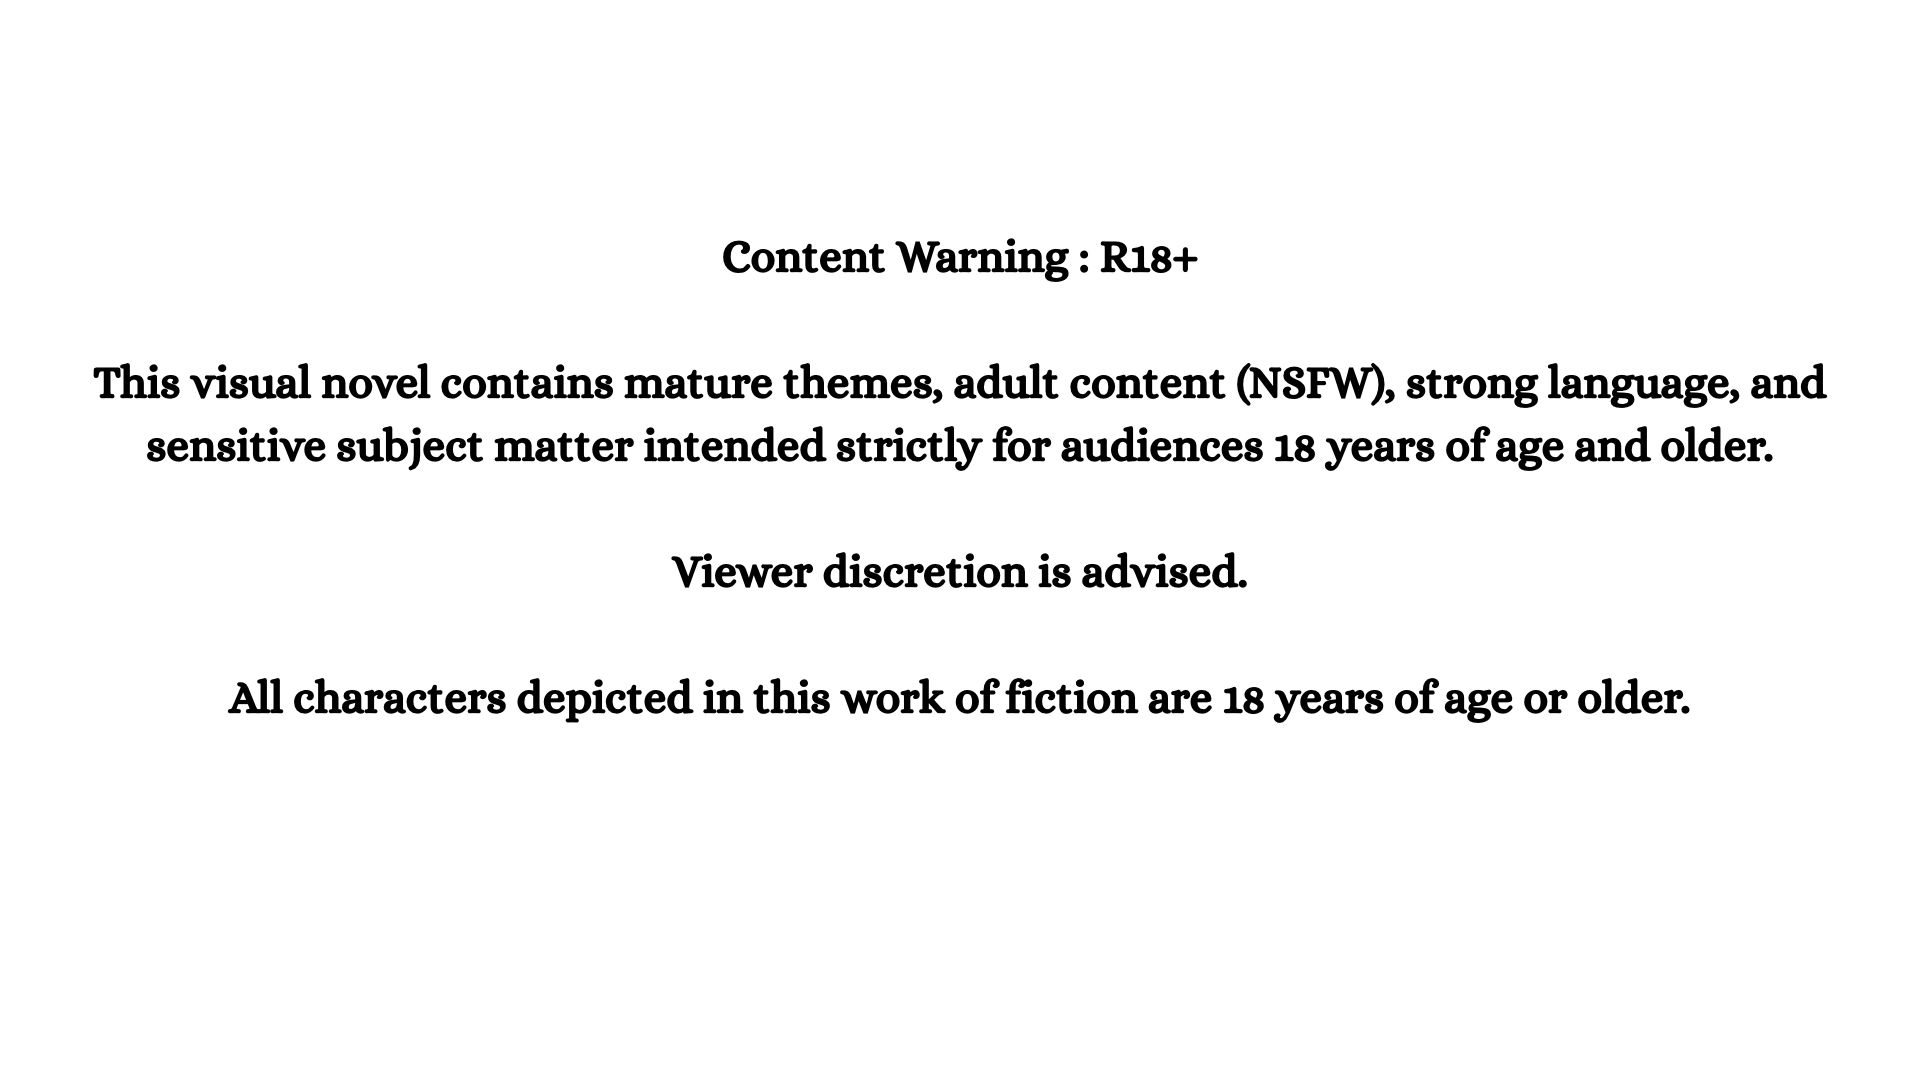 Content Warning : R18+
This visual novel contains mature themes, adult content (NSFW), strong language, and
sensitive subject matter intended strictly for audiences 18 years of age and older.
Viewer discretion is advised.
All characters depicted in this work of fiction are 18 years of age or older.